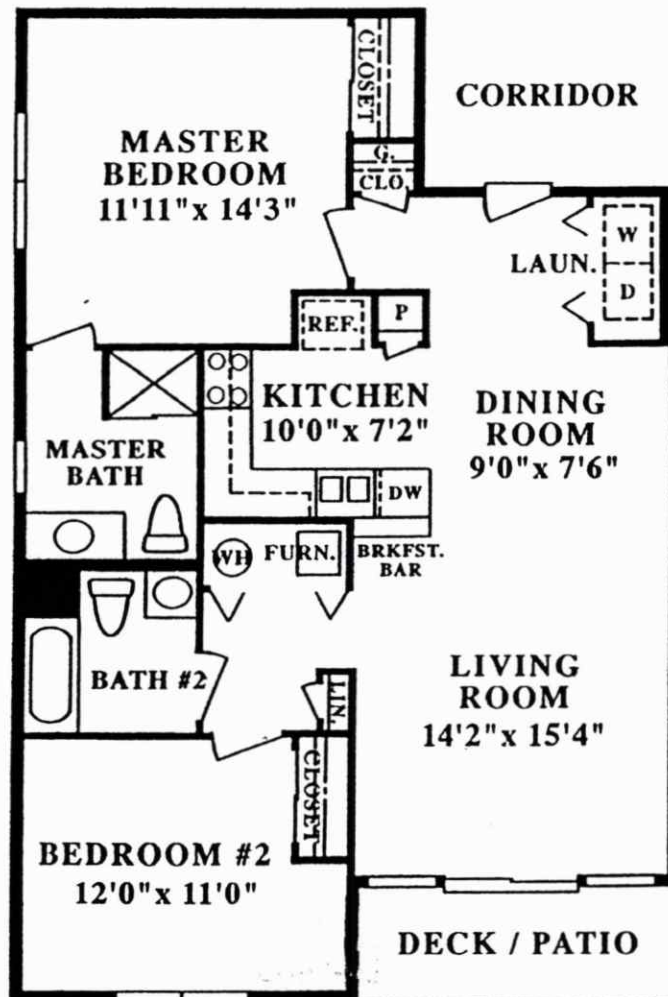 CLOSET
CORRIDOR
MASTER
BEDROOM
11'11" x 14'3"
G.
CLO.
W
LAUN.
D
REF.
P
KITCHEN
10'0" x 7'2"
DINING
ROOM
9'0" x 7'6"
MASTER
BATH
DW
WH
FURN.
BRKFST.
BAR
BATH #2
LIN.
LIVING
ROOM
14'2" x 15'4"
CLOSET
BEDROOM #2
12'0" x 11'0"
DECK / PATIO